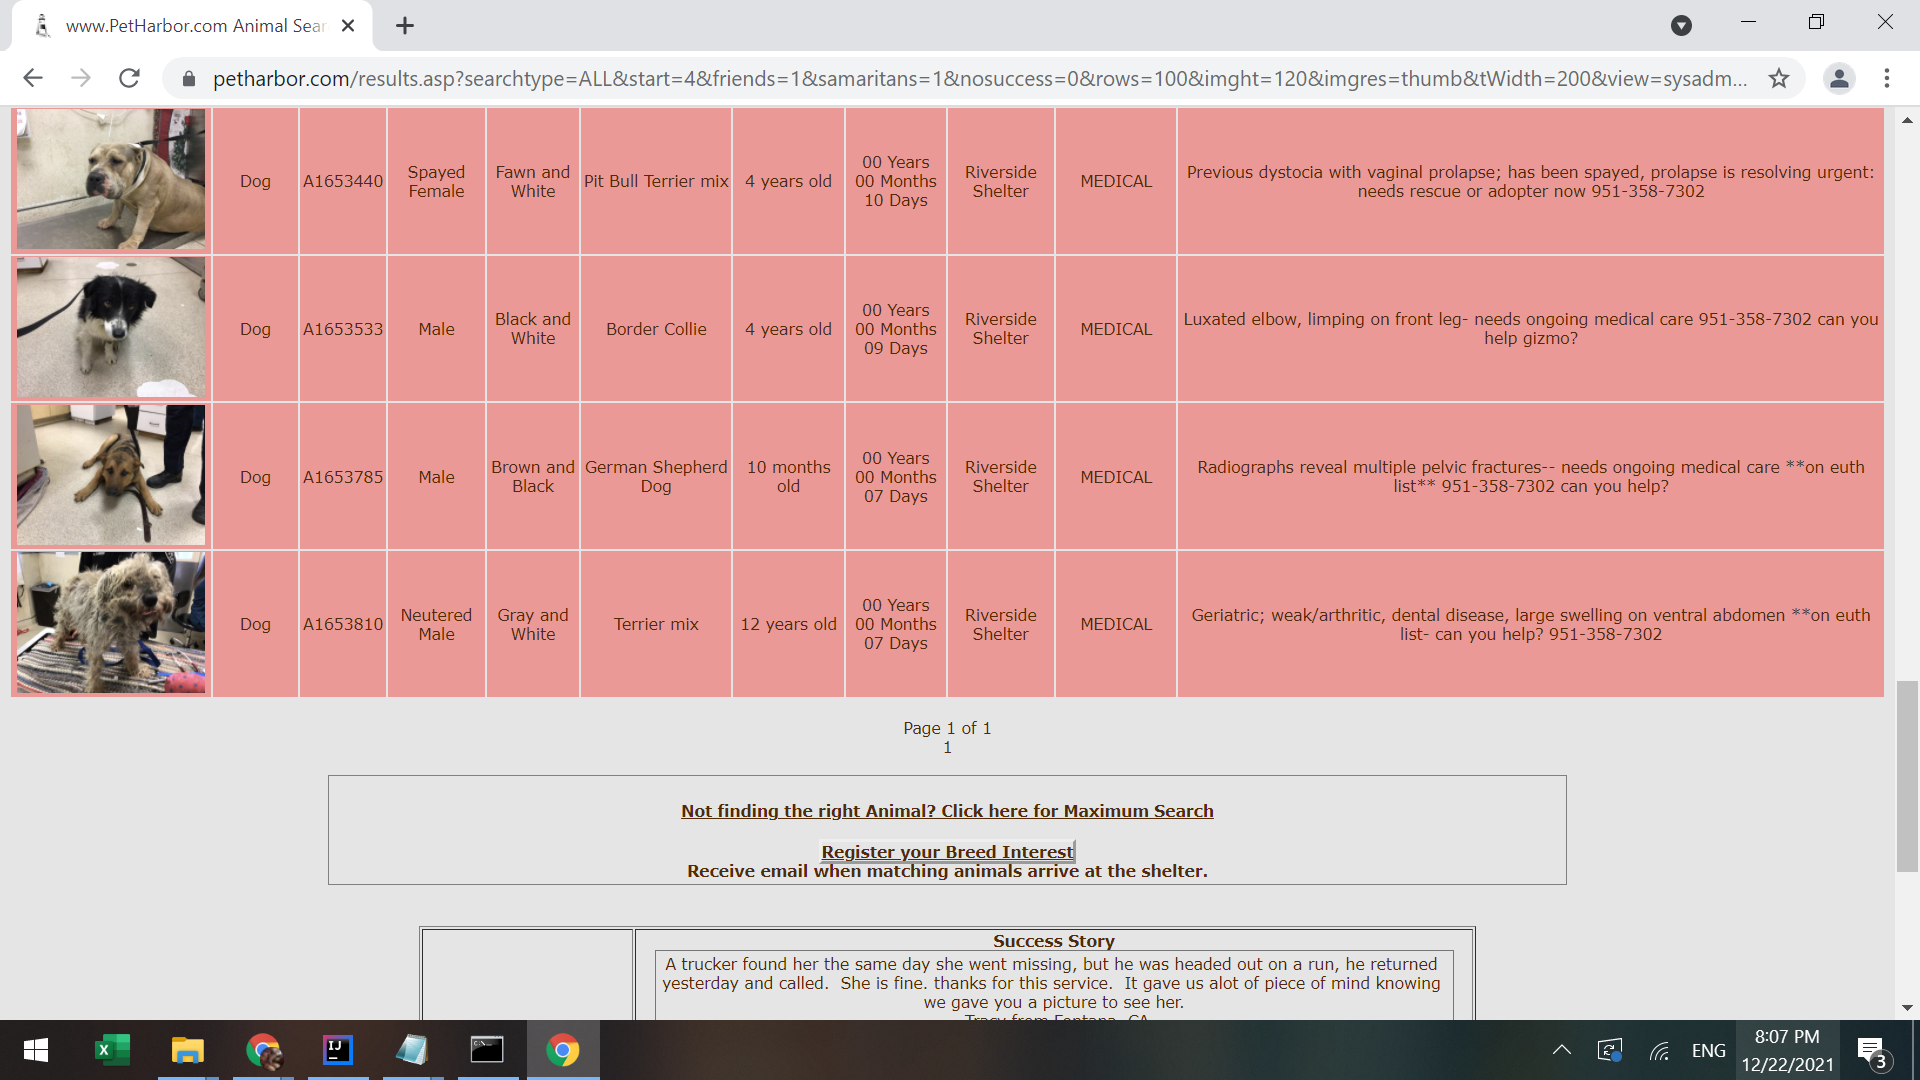 www.PetHarbor.com Animal Sear
petharbor.com/results.asp?searchtype=ALL&start=4&friends=1&samaritans=1&nosuccess=0&rows=100&imght=120&imgres=thumb&tWidth=200&view=sysadm...
Dog
A1653440
Spayed
Female
Fawn and
White
Pit Bull Terrier mix
4 years old
00 Years
00 Months
10 Days
Riverside
Shelter
MEDICAL
Previous dystocia with vaginal prolapse; has been spayed, prolapse is resolving urgent:
needs rescue or adopter now 951-358-7302
Dog
A1653533
Male
Black and
White
Border Collie
4 years old
00 Years
00 Months
09 Days
Riverside
Shelter
MEDICAL
Luxated elbow, limping on front leg- needs ongoing medical care 951-358-7302 can you
help gizmo?
Dog
A1653785
Male
Brown and
Black
German Shepherd
Dog
10 months
old
00 Years
00 Months
07 Days
Riverside
Shelter
MEDICAL
Radiographs reveal multiple pelvic fractures-- needs ongoing medical care **on euth
list** 951-358-7302 can you help?
Dog
A1653810
Neutered
Male
Gray and
White
Terrier mix
12 years old
00 Years
00 Months
07 Days
Riverside
Shelter
MEDICAL
Geriatric; weak/arthritic, dental disease, large swelling on ventral abdomen **on euth
list- can you help? 951-358-7302
Page 1 of 1
1
Not finding the right Animal? Click here for Maximum Search
Register your Breed Interest
Receive email when matching animals arrive at the shelter.
Success Story
A trucker found her the same day she went missing, but he was headed out on a run, he returned
yesterday and called.  She is fine. thanks for this service.  It gave us alot of piece of mind knowing
we gave you a picture to see her.
Tracy from Fontana, CA
ENG
8:07 PM
12/22/2021
3